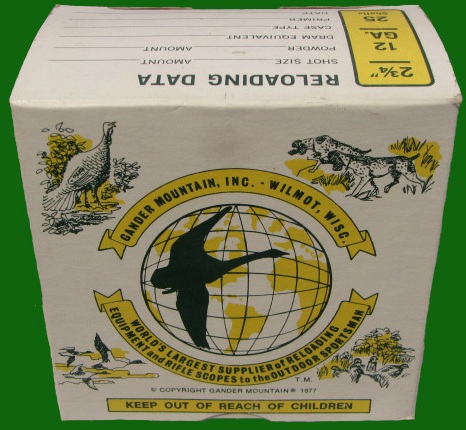 RELOADING DATA
SHOT SIZE AMOUNT
POWDER AMOUNT
DRAM EQUIVALENT
CASE TYPE
PRIMER
DATE
2¾"
12
GA.
25
Shells
GANDER MOUNTAIN, INC. - WILMOT, WISC.
WORLD'S LARGEST SUPPLIER of RELOADING
EQUIPMENT and RIFLE SCOPES to the OUTDOOR SPORTSMAN
T.M.
© COPYRIGHT GANDER MOUNTAIN ® 1977
KEEP OUT OF REACH OF CHILDREN